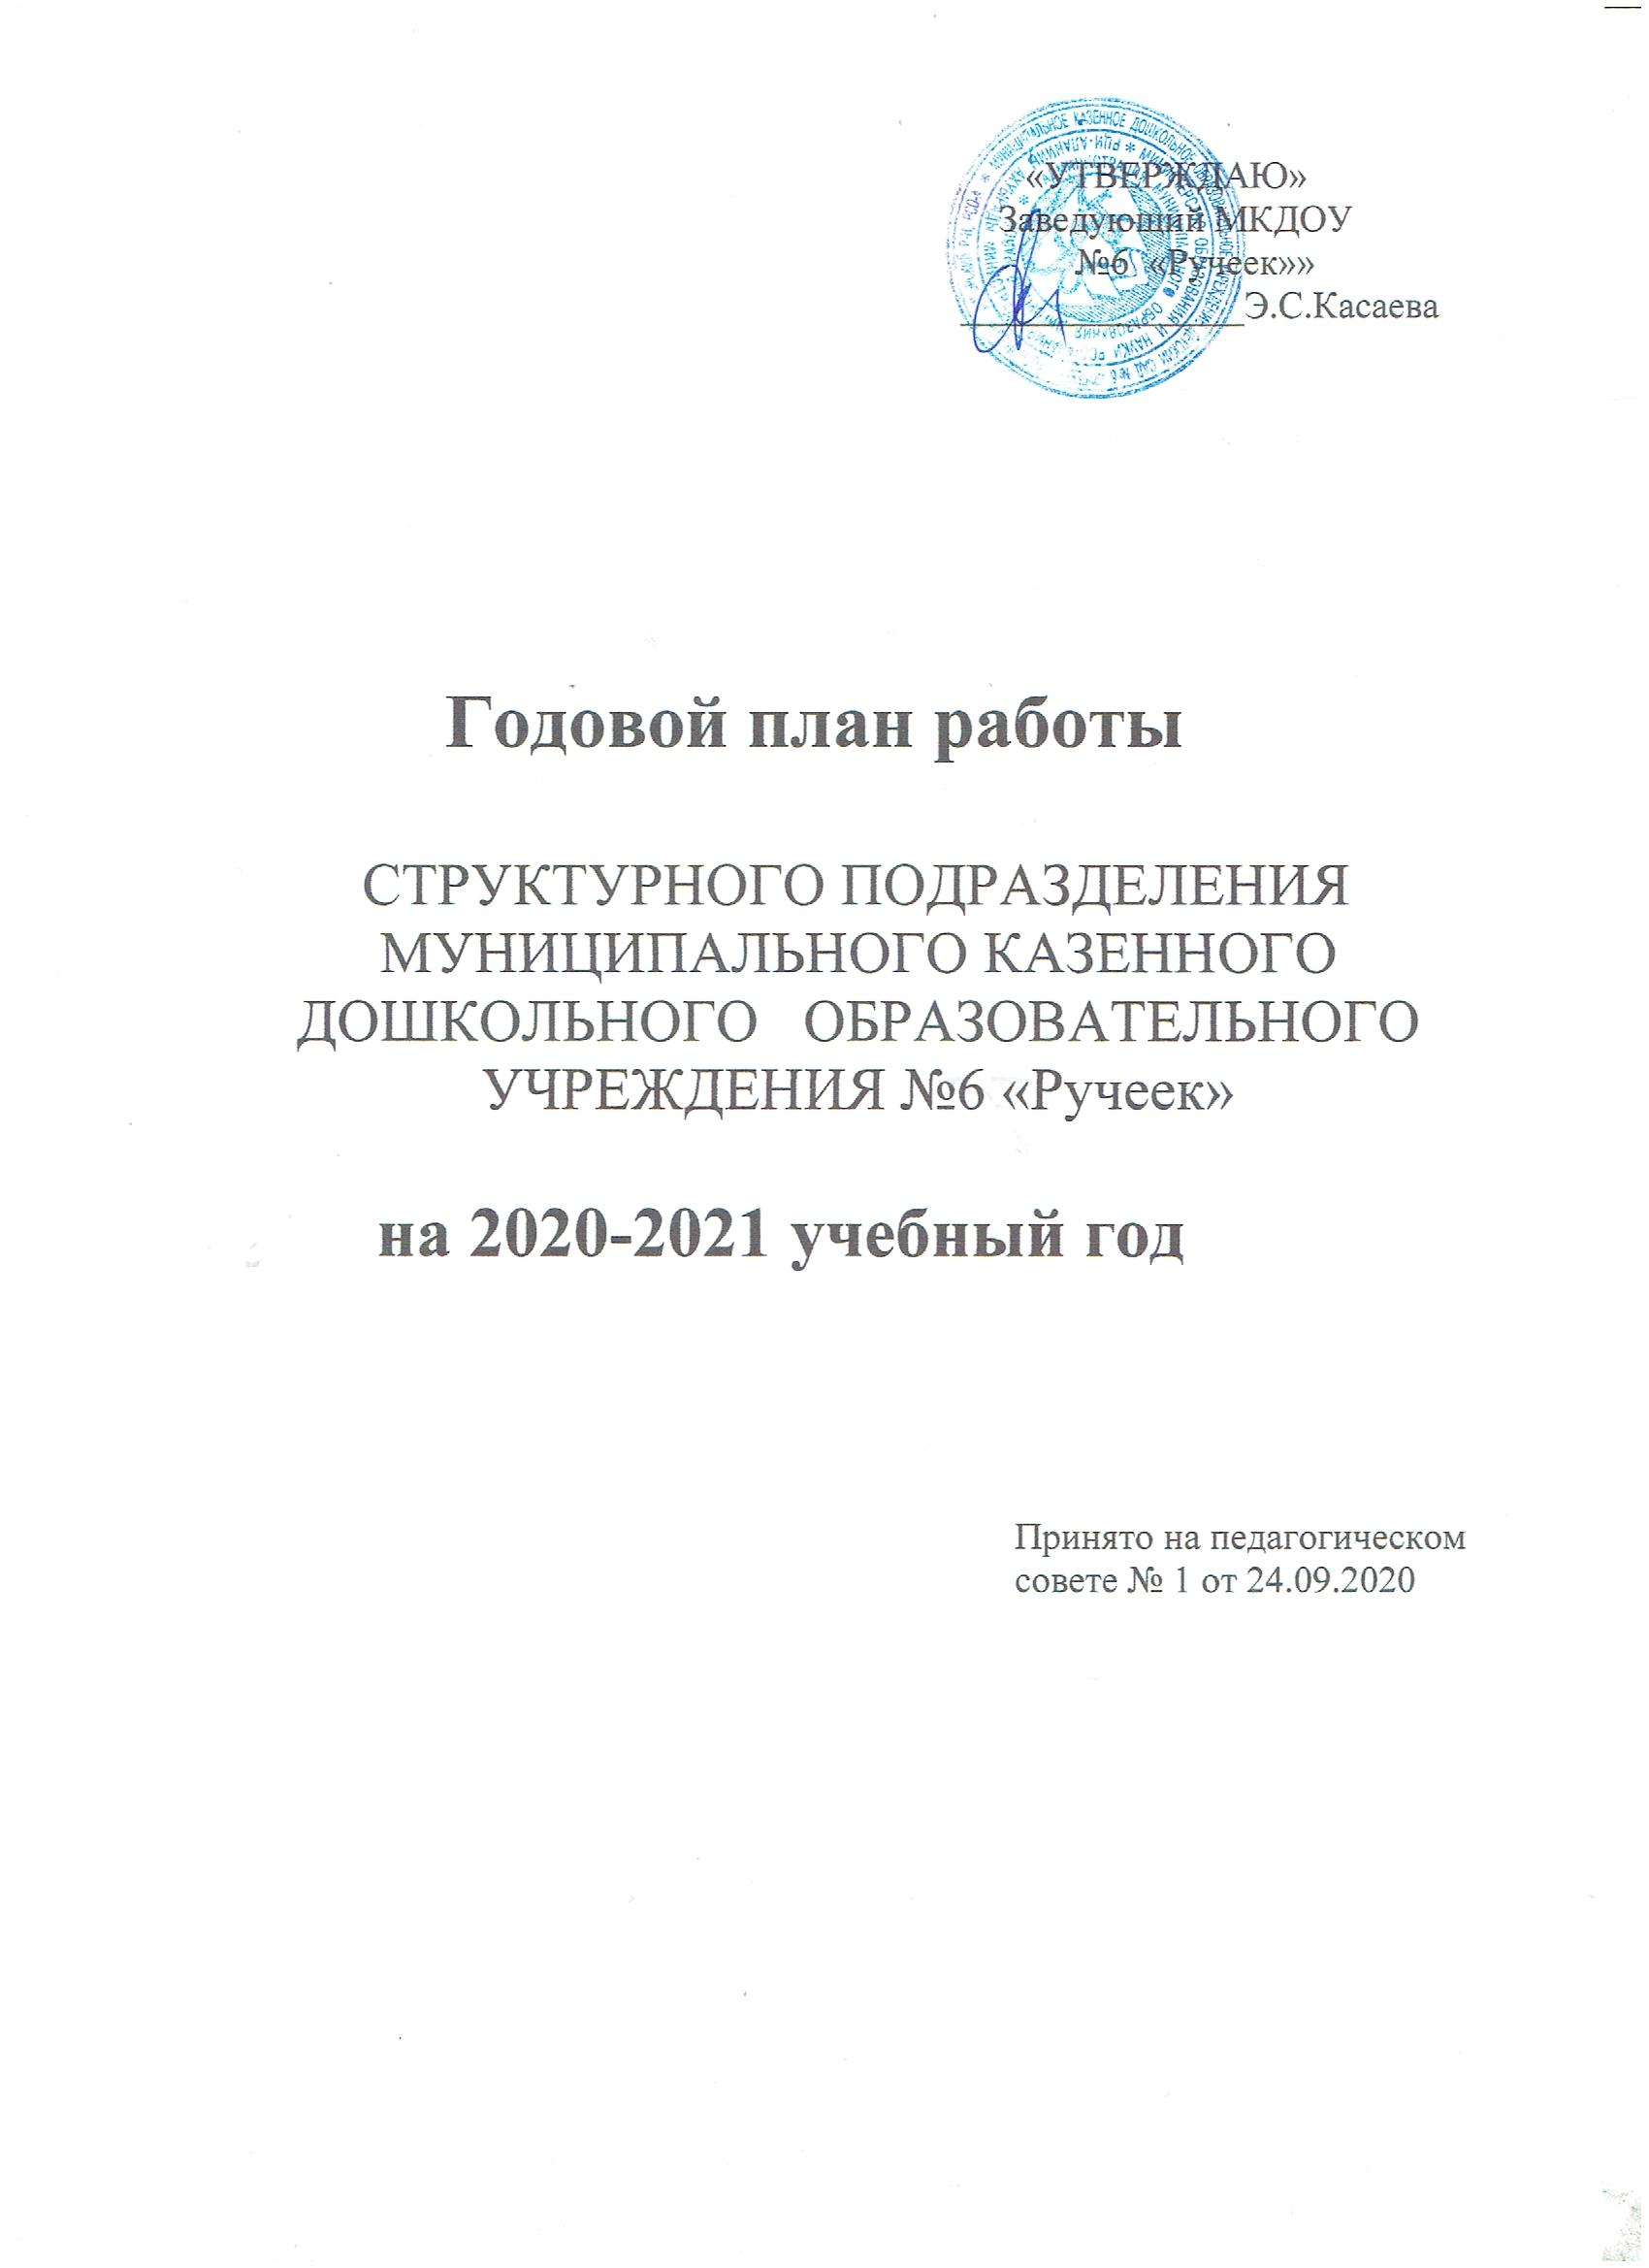 «УТВЕРЖДАЮ»
Заведующий МКДОУ
№6 «Ручеек»»
Э.С.Касаева
Годовой план работы
СТРУКТУРНОГО ПОДРАЗДЕЛЕНИЯ
МУНИЦИПАЛЬНОГО КАЗЕННОГО
ДОШКОЛЬНОГО ОБРАЗОВАТЕЛЬНОГО
УЧРЕЖДЕНИЯ №6 «Ручеек»
на 2020-2021 учебный год
Принято на педагогическом
совете № 1 от 24.09.2020